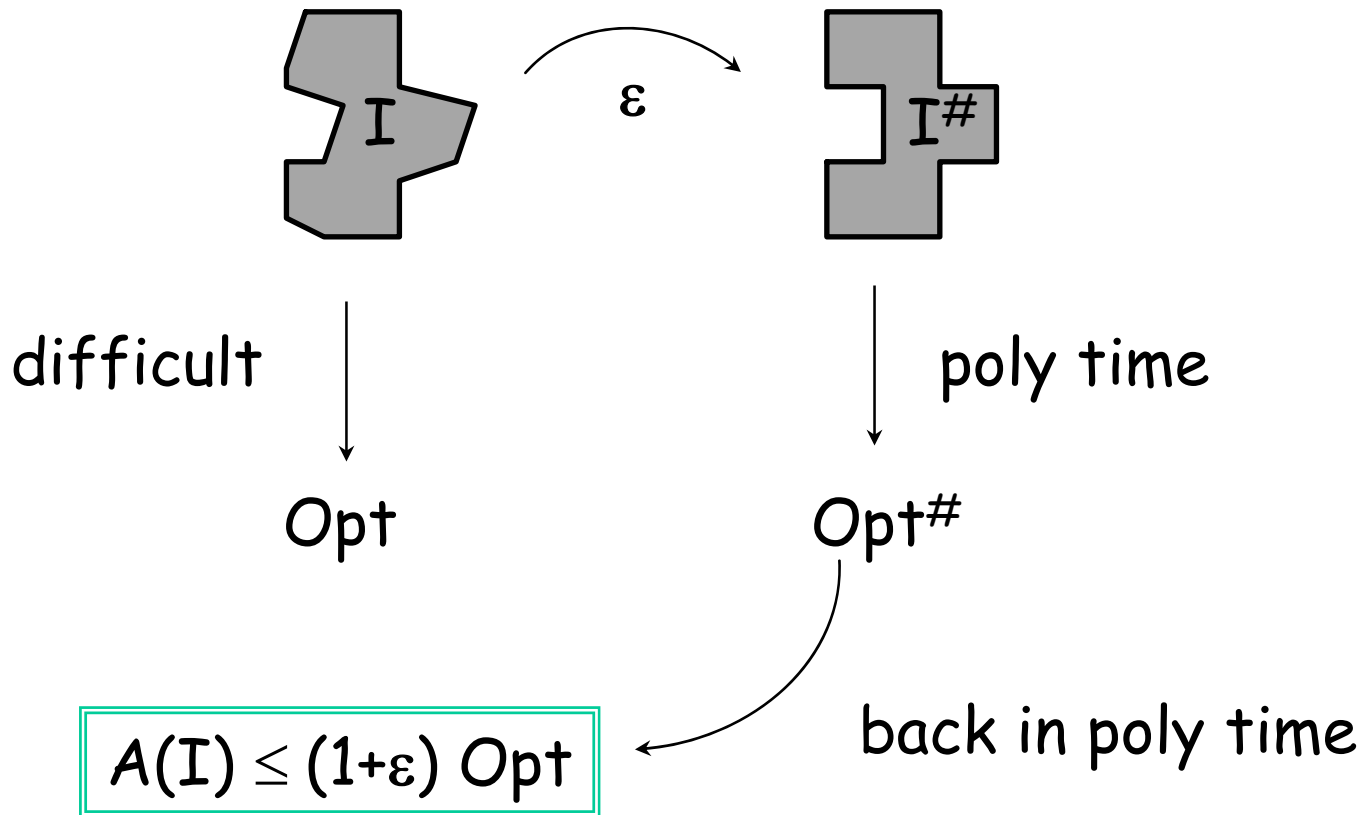 I
ε
I#
difficult
poly time
Opt
Opt#
A(I) ≤ (1+ε) Opt
back in poly time